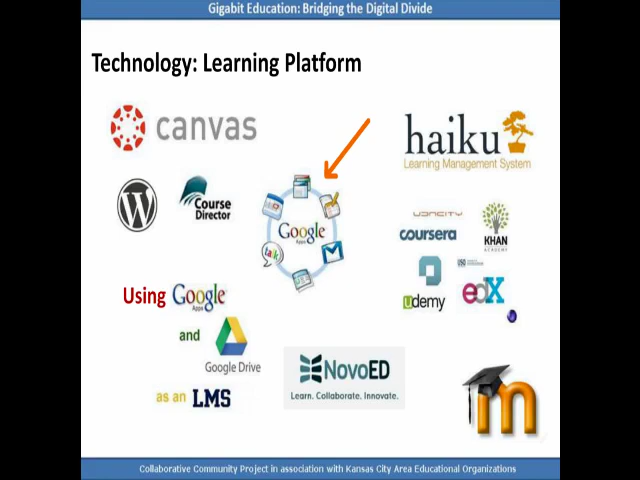 Gigabit Education: Bridging the Digital Divide
Technology: Learning Platform
canvas
haiku
Learning Management System
Course
Director
Google
Apps
talk
UDACITY
coursera
KHAN
ACADEMY
udemy
edX
Using Google
Apps
and
Google Drive
as an LMS
NovoED
Learn. Collaborate. Innovate.
m
Collaborative Community Project in association with Kansas City Area Educational Organizations